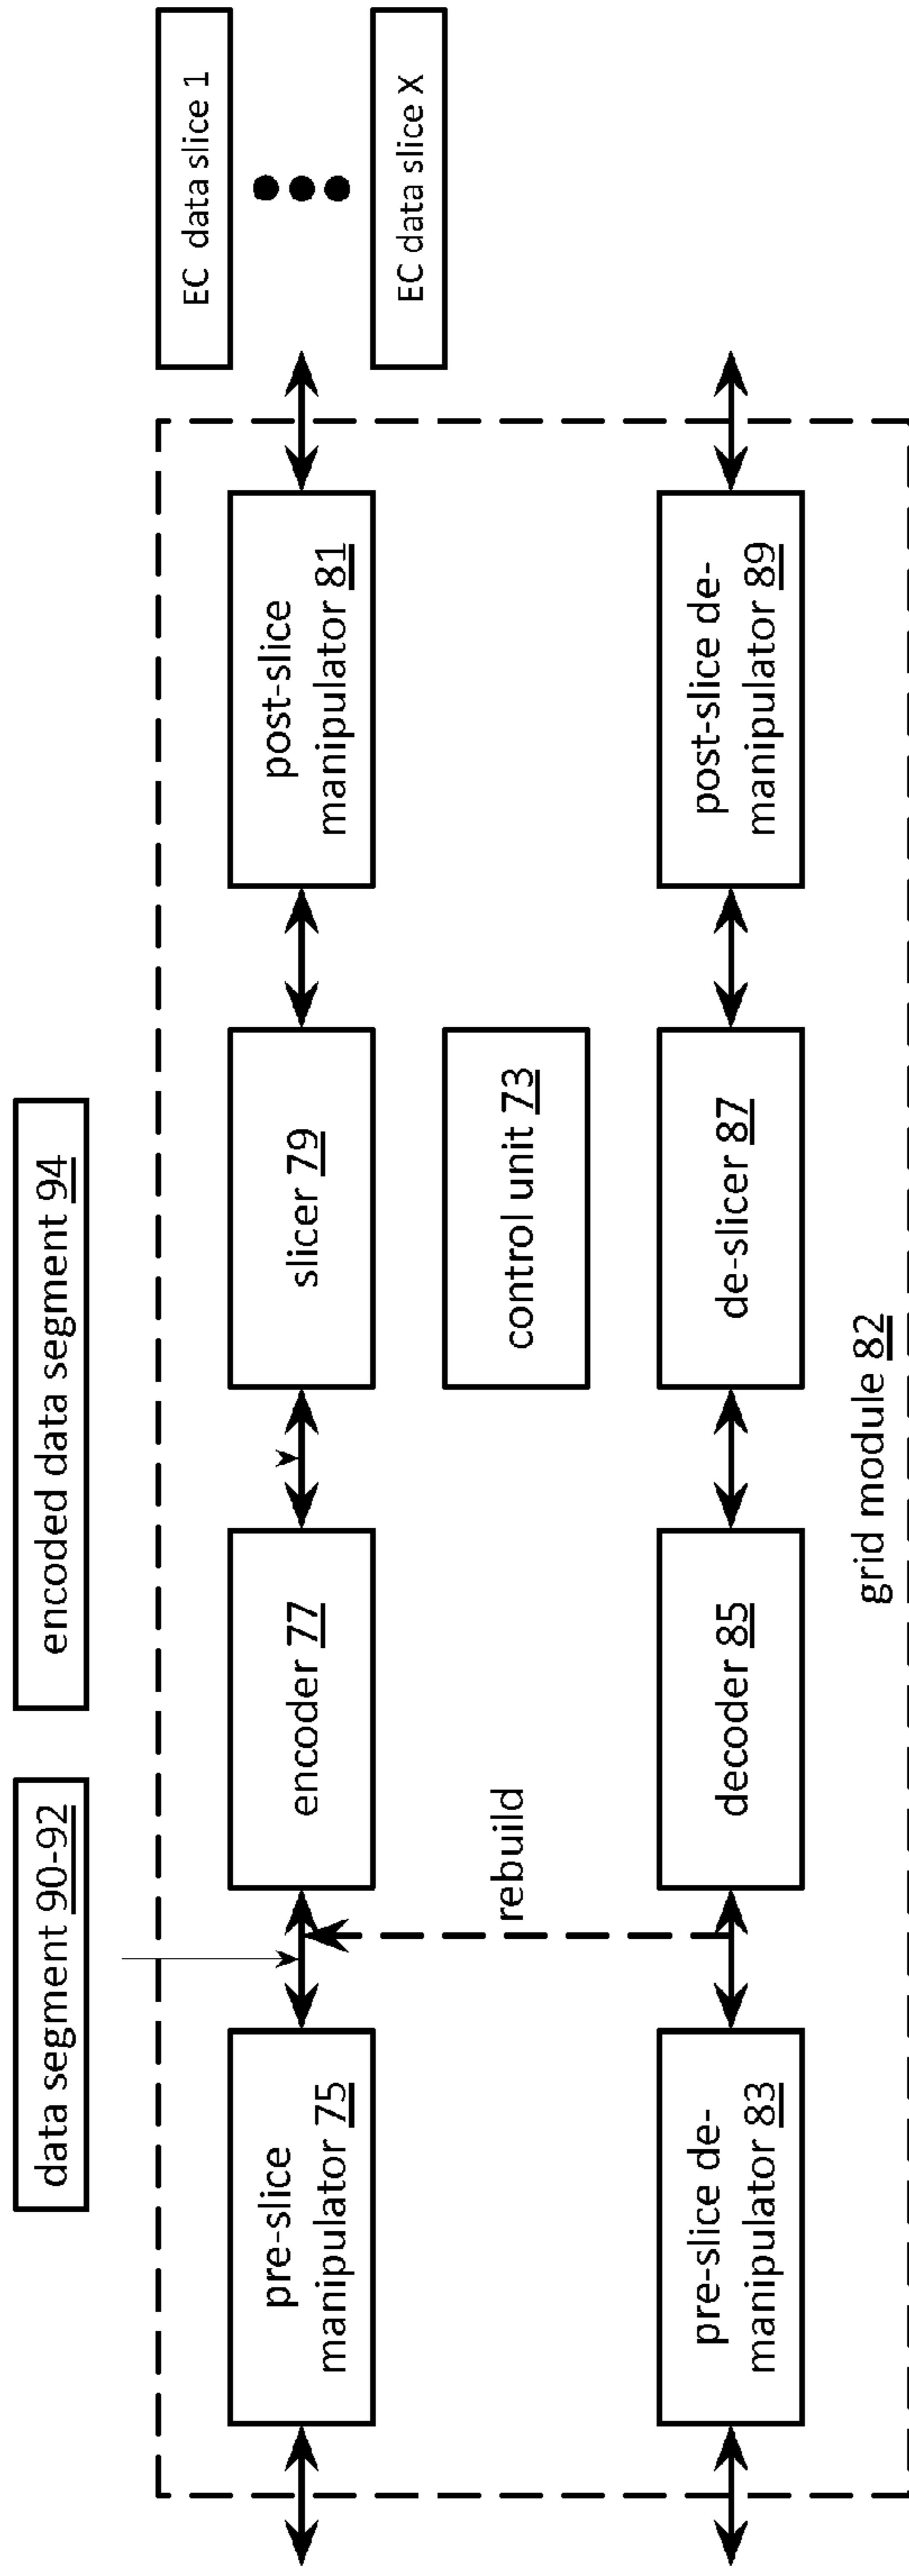 data segment 90-92
encoded data segment 94
EC data slice 1
EC data slice X
pre-slice
manipulator 75
encoder 77
slicer 79
post-slice
manipulator 81
rebuild
control unit 73
pre-slice de-
manipulator 83
decoder 85
de-slicer 87
post-slice de-
manipulator 89
grid module 82